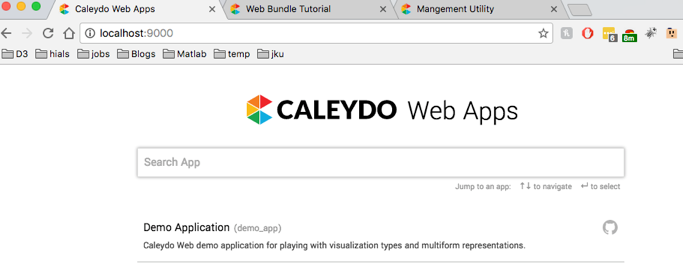 Caleydo Web Apps
Web Bundle Tutorial
Mangement Utility
localhost:9000
6
8m
D3
hials
jobs
Blogs
Matlab
temp
jku
CALEYDO Web Apps
Search App
Jump to an app: ↑↓ to navigate ↵ to select
Demo Application (demo_app)
Caleydo Web demo application for playing with visualization types and multiform representations.